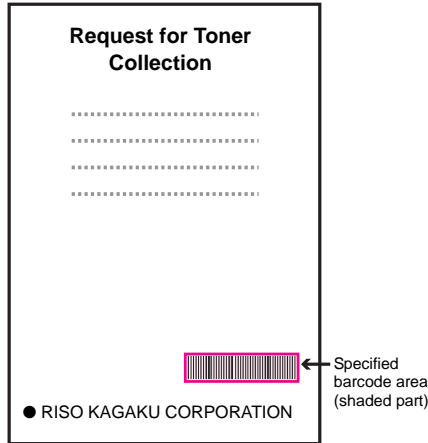 Request for Toner
Collection
Specified
barcode area
(shaded part)
● RISO KAGAKU CORPORATION